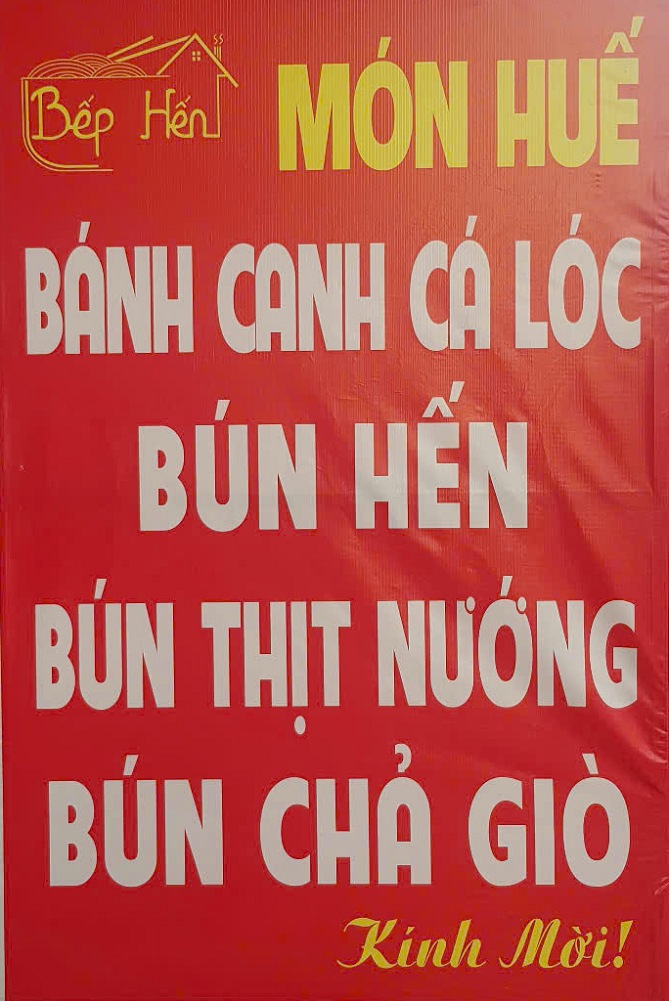 Bếp Hến
MÓN HUẾ
BÁNH CANH CÁ LÓC
BÚN HẾN
BÚN THỊT NƯỚNG
BÚN CHẢ GIÒ
Kính Mời!